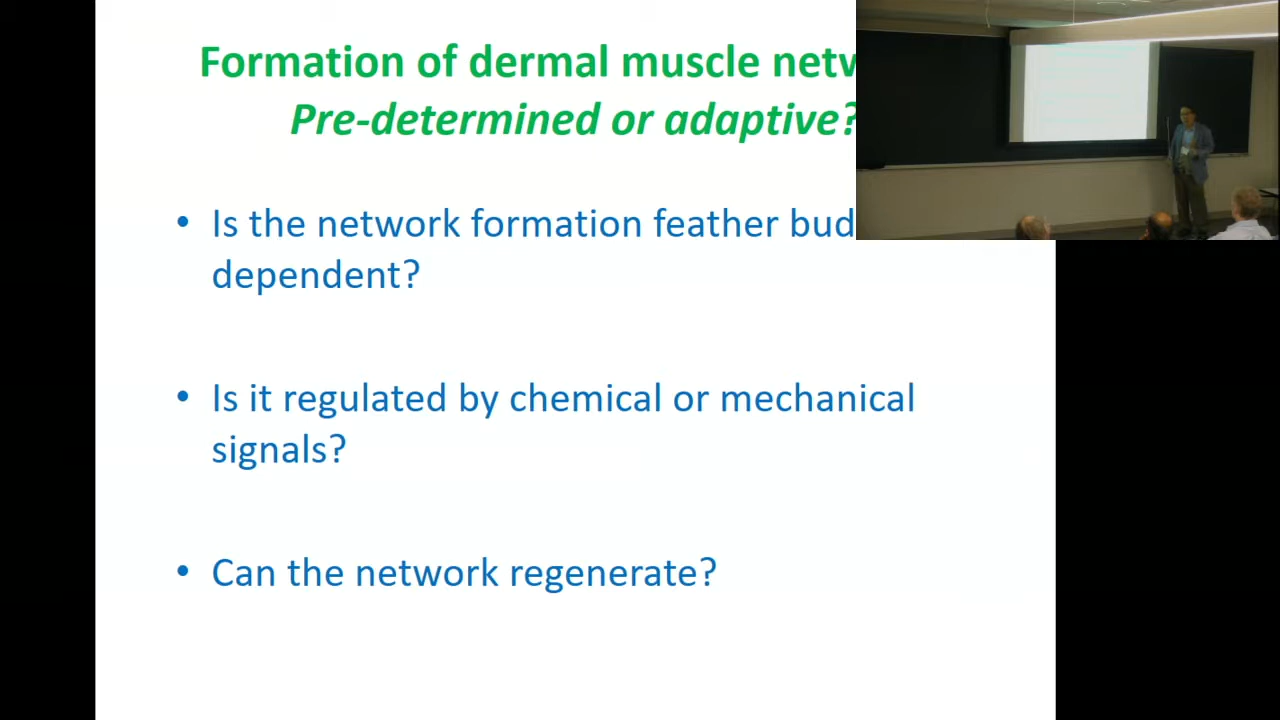 Formation of dermal muscle
Pre-determined or adaptive?
• Is the network formation feather bud
dependent?
• Is it regulated by chemical or mechanical
signals?
• Can the network regenerate?